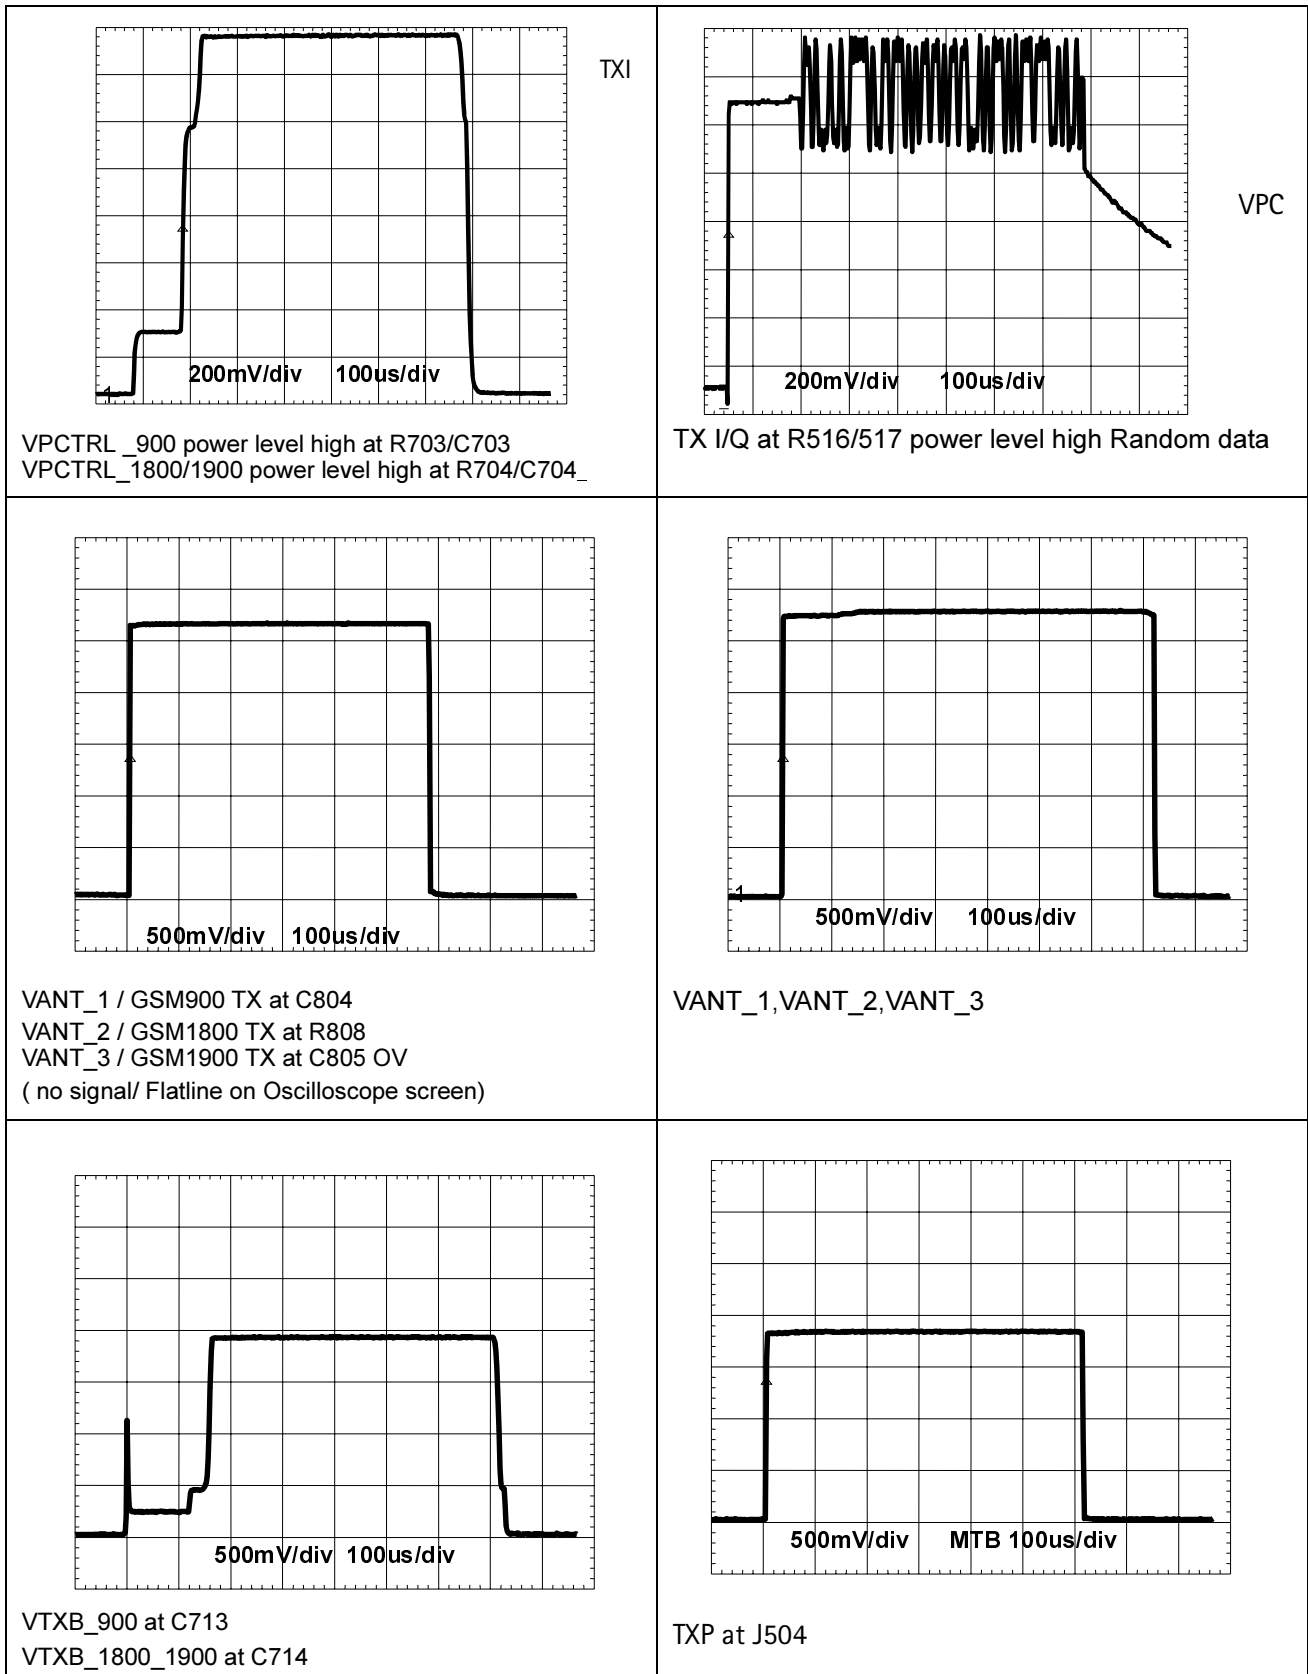 TXI
1
200mV/div 100us/div
VPCTRL _900 power level high at R703/C703
VPCTRL_1800/1900 power level high at R704/C704_
VPC
200mV/div 100us/div
TX I/Q at R516/517 power level high Random data
500mV/div 100us/div
VANT_1 / GSM900 TX at C804
VANT_2 / GSM1800 TX at R808
VANT_3 / GSM1900 TX at C805 OV
( no signal/ Flatline on Oscilloscope screen)
1
500mV/div 100us/div
VANT_1,VANT_2,VANT_3
500mV/div 100us/div
VTXB_900 at C713
VTXB_1800_1900 at C714
500mV/div MTB 100us/div
TXP at J504